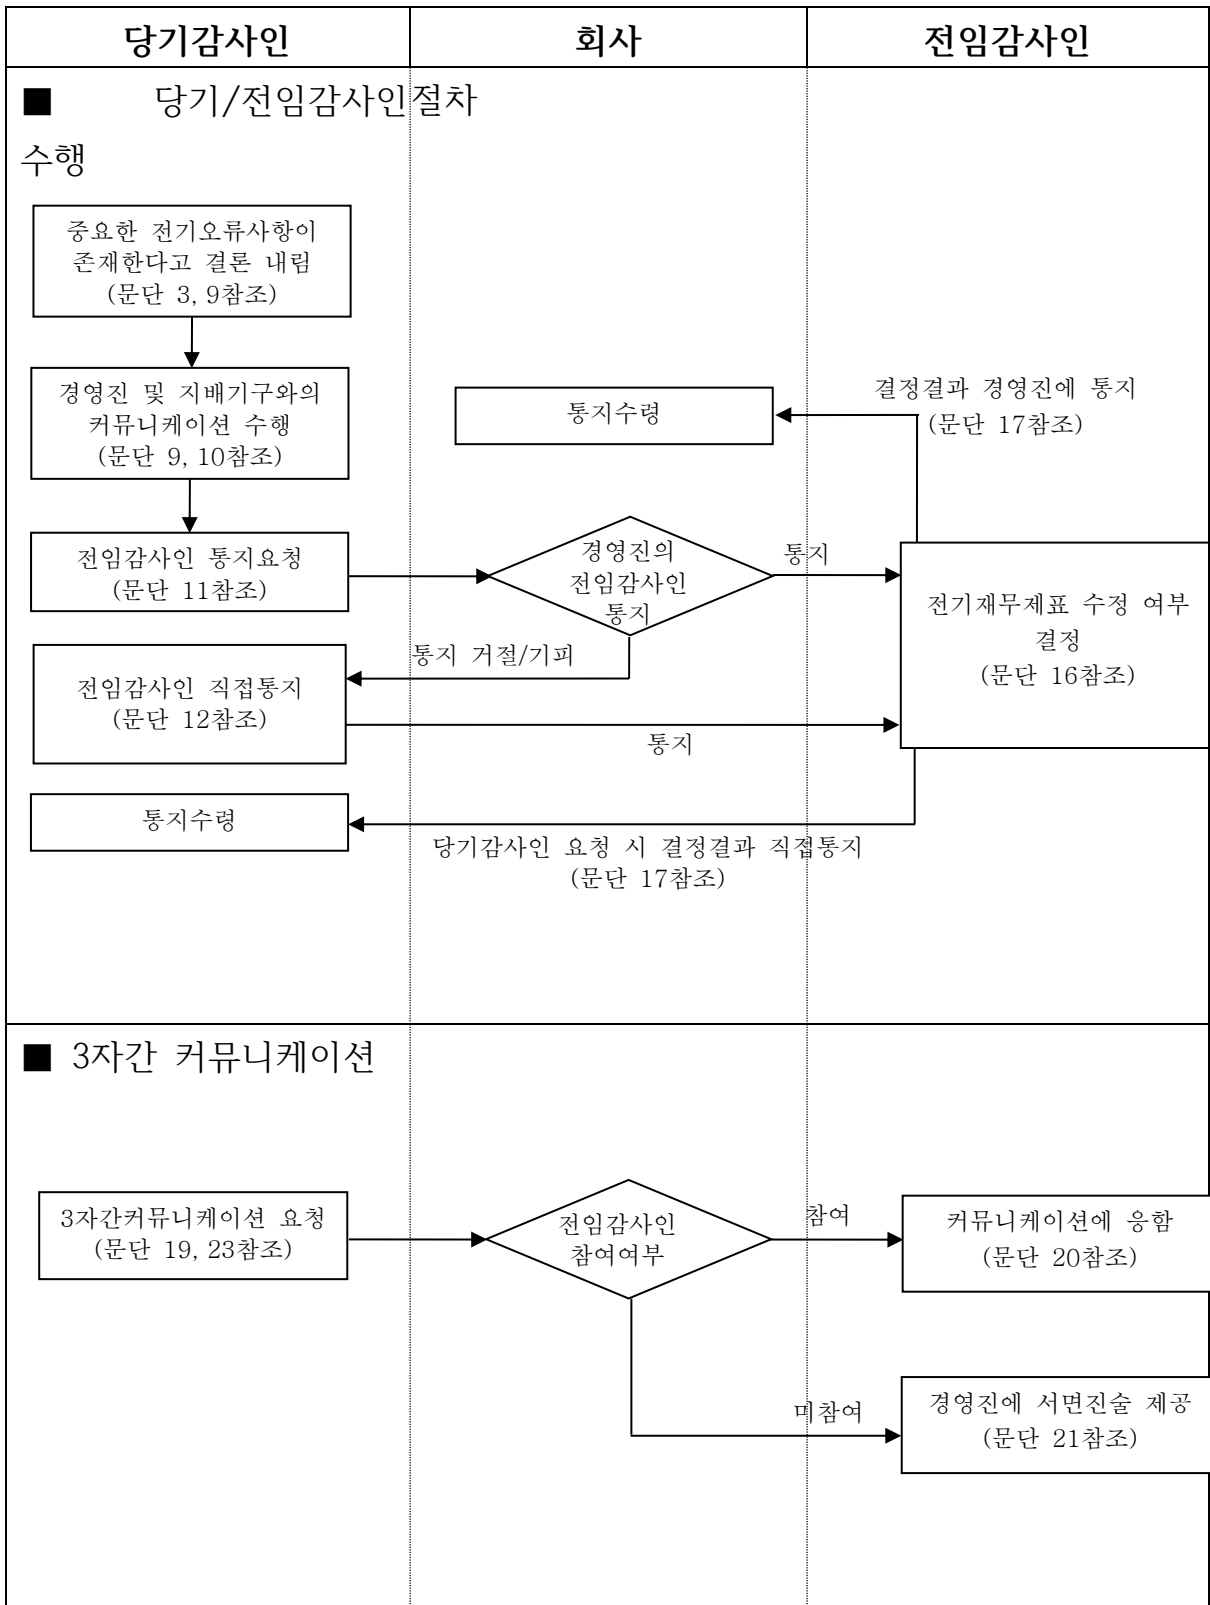 당기감사인
회사
전임감사인
■ 당기/전임감사인절차
수행
중요한 전기오류사항이
존재한다고 결론 내림
(문단 3, 9참조)
경영진 및 지배기구와의
커뮤니케이션 수행
(문단 9, 10참조)
통지수령
결정결과 경영진에 통지
(문단 17참조)
전임감사인 통지요청
(문단 11참조)
경영진의
전임감사인
통지
통지
전기재무제표 수정 여부
결정
(문단 16참조)
통지 거절/기피
전임감사인 직접통지
(문단 12참조)
통지
통지수령
당기감사인 요청 시 결정결과 직접통지
(문단 17참조)
■ 3자간 커뮤니케이션
3자간커뮤니케이션 요청
(문단 19, 23참조)
전임감사인
참여여부
참여
커뮤니케이션에 응함
(문단 20참조)
미참여
경영진에 서면진술 제공
(문단 21참조)